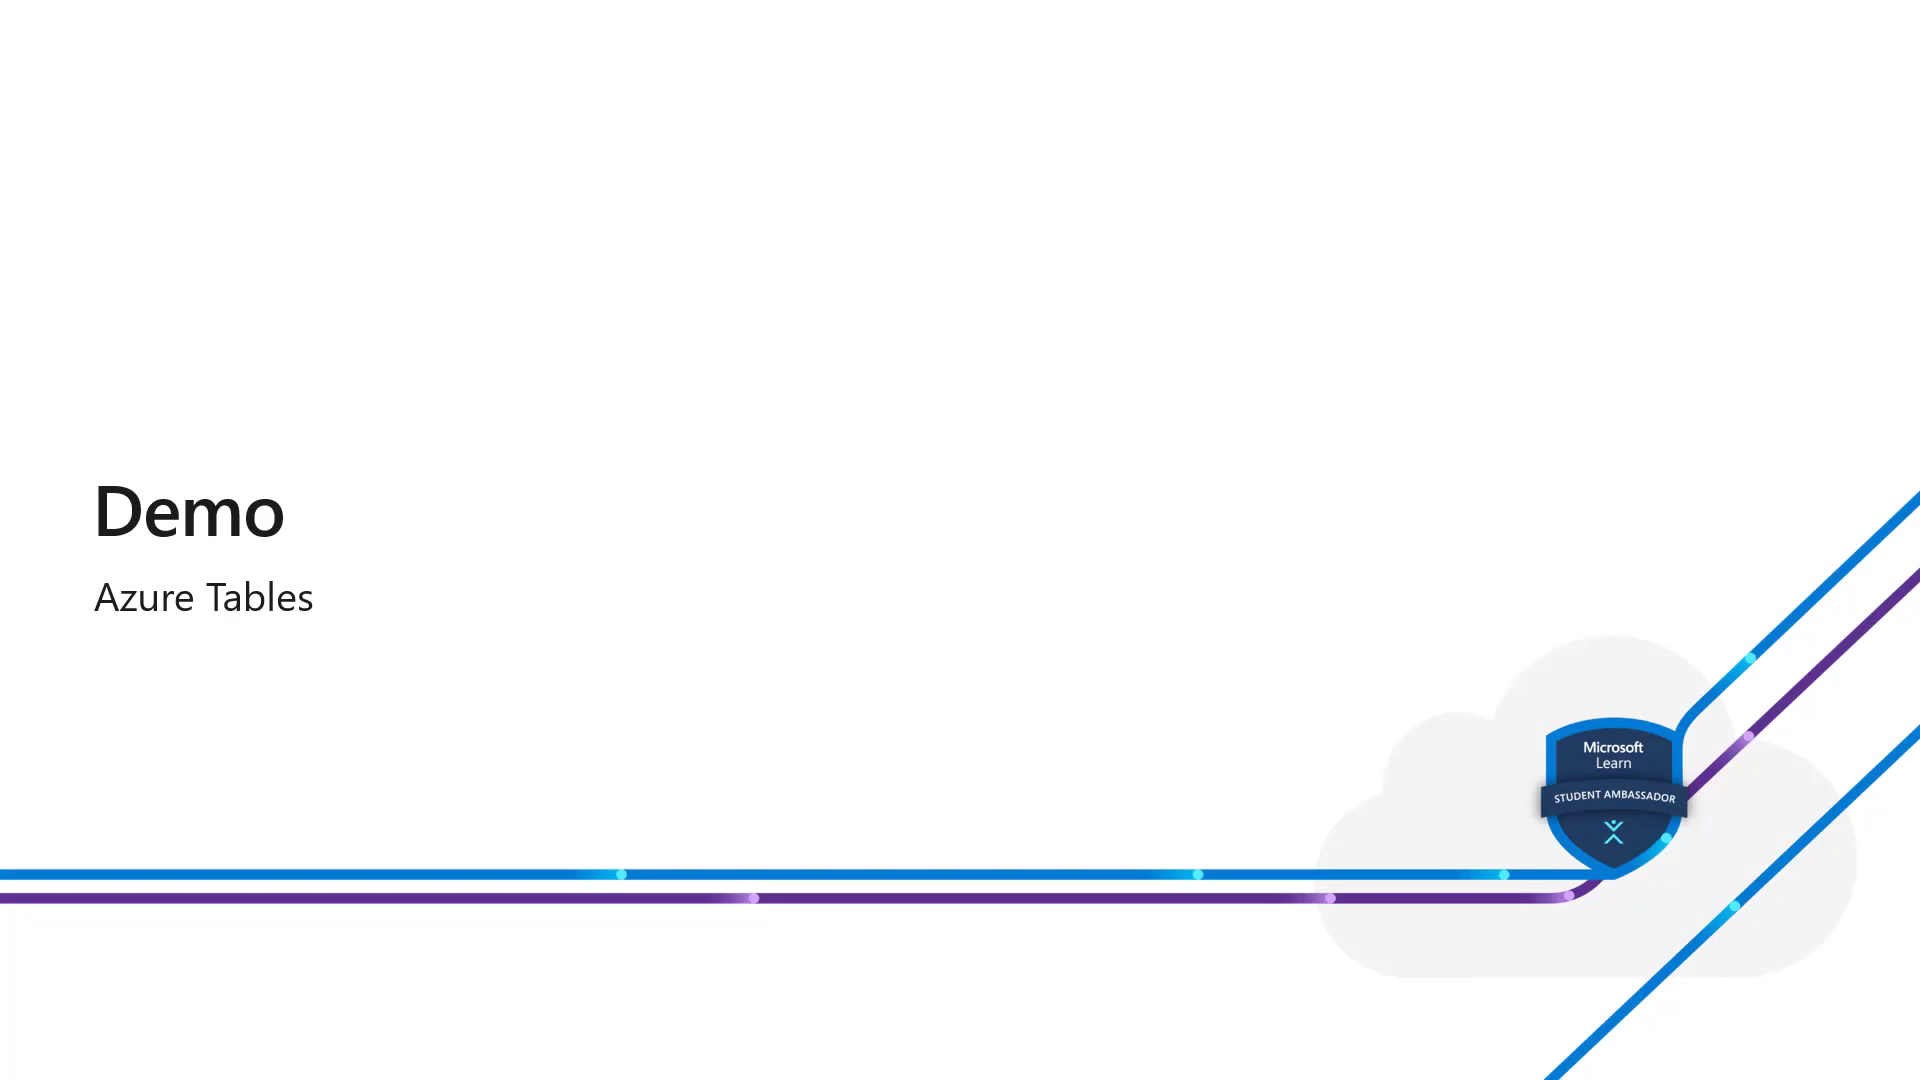 Demo
Azure Tables
Microsoft
Learn
STUDENT AMBASSADOR